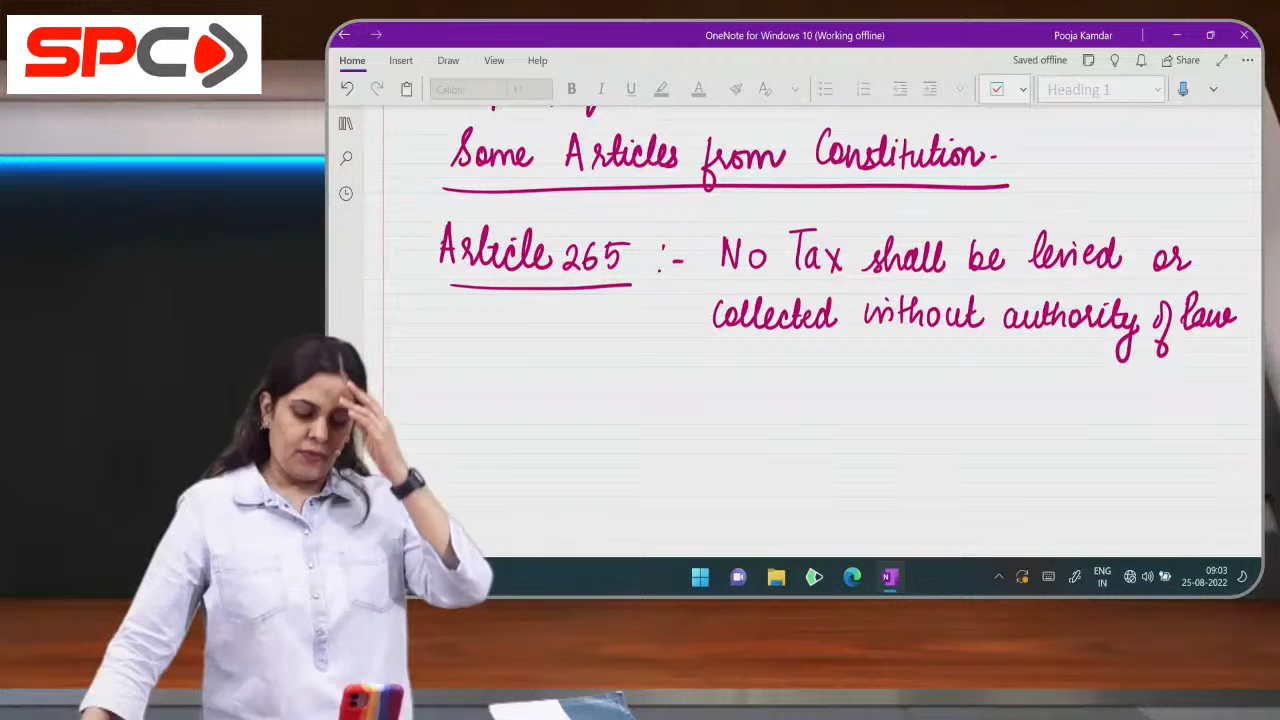 SPC
OneNote for Windows 10 (Working offline)
Pooja Kamdar
Home Insert Draw View Help
Saved offline
Share
Calibri 11
B I U A
Heading 1
Some Articles from Constitution.
Article 265 :- No Tax shall be levied or
collected without authority of law
ENG
IN
09:03
25-08-2022